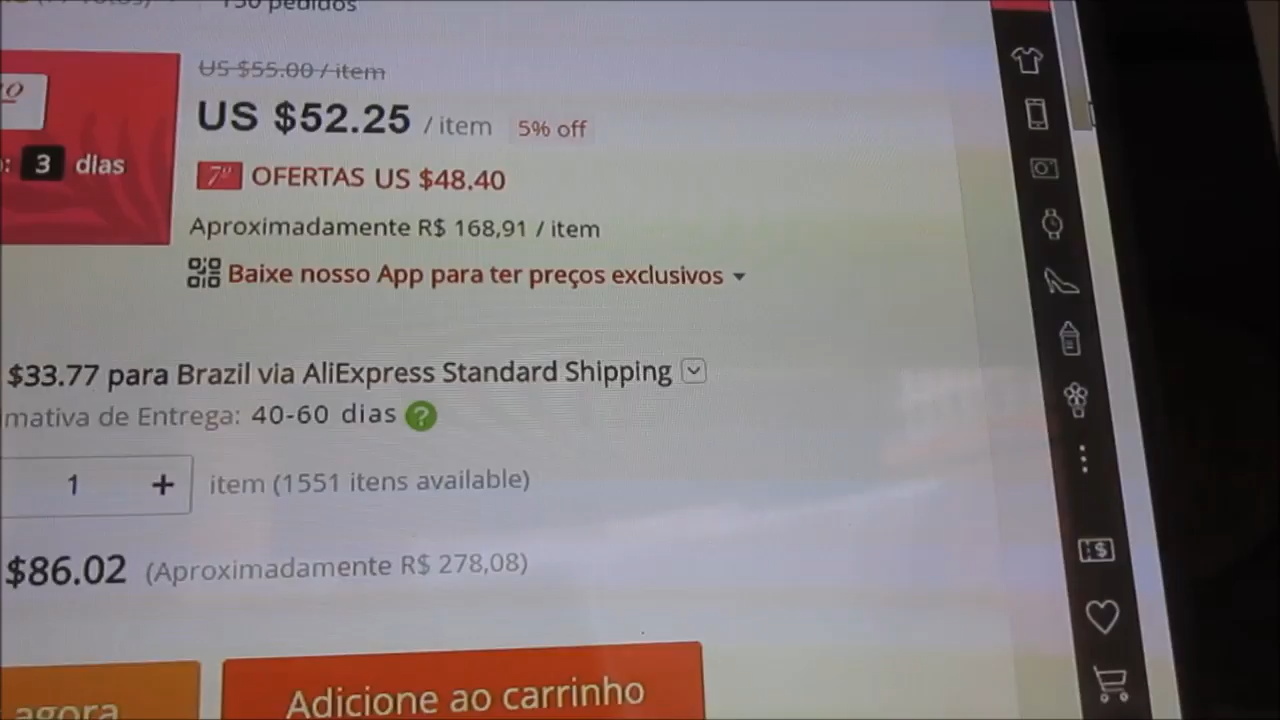 150 pedidos
US $55.00 / item
US $52.25 / item 5% off
3 dias
7º OFERTAS US $48.40
Aproximadamente R$ 168,91 / item
Baixe nosso App para ter preços exclusivos
$33.77 para Brazil via AliExpress Standard Shipping
mativa de Entrega: 40-60 dias ?
1 + item (1551 itens available)
$86.02 (Aproximadamente R$ 278,08)
agora
Adicione ao carrinho